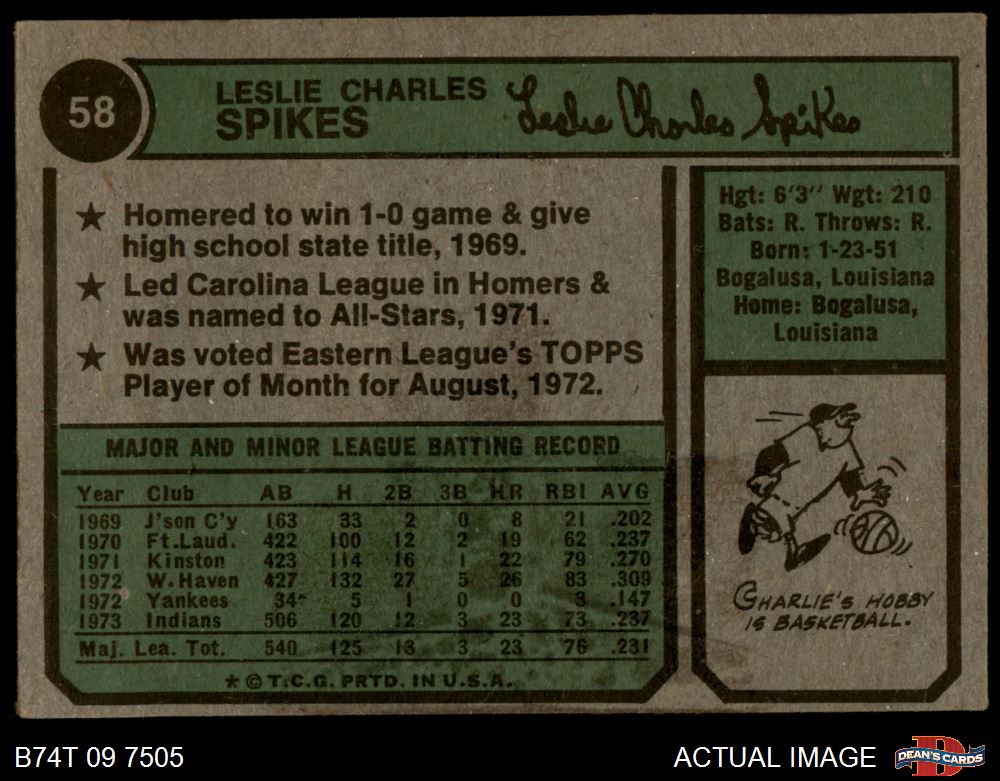 58
LESLIE CHARLES
SPIKES
Leslie Charles Spikes
★ Homered to win 1-0 game & give
high school state title, 1969.
★ Led Carolina League in Homers &
was named to All-Stars, 1971.
★ Was voted Eastern League's TOPPS
Player of Month for August, 1972.
MAJOR AND MINOR LEAGUE BATTING RECORD
Year Club AB H 2B 3B HR RBI AVG
1969 J'son C'y 163 33 2 0 8 21 .202
1970 Ft.Laud. 422 100 12 2 19 62 .237
1971 Kinston 423 114 16 1 22 79 .270
1972 W.Haven 427 132 27 5 26 83 .309
1972 Yankees 34 5 1 0 0 3 .147
1973 Indians 506 120 12 3 23 73 .237
Maj. Lea. Tot. 540 125 13 3 23 76 .231
★ © T.C.G. PRTD. IN U.S.A.
Hgt: 6'3" Wgt: 210
Bats: R. Throws: R.
Born: 1-23-51
Bogalusa, Louisiana
Home: Bogalusa,
Louisiana
CHARLIE'S HOBBY
IS BASKETBALL.
B74T 09 7505
ACTUAL IMAGE
D
DEAN'S CARDS